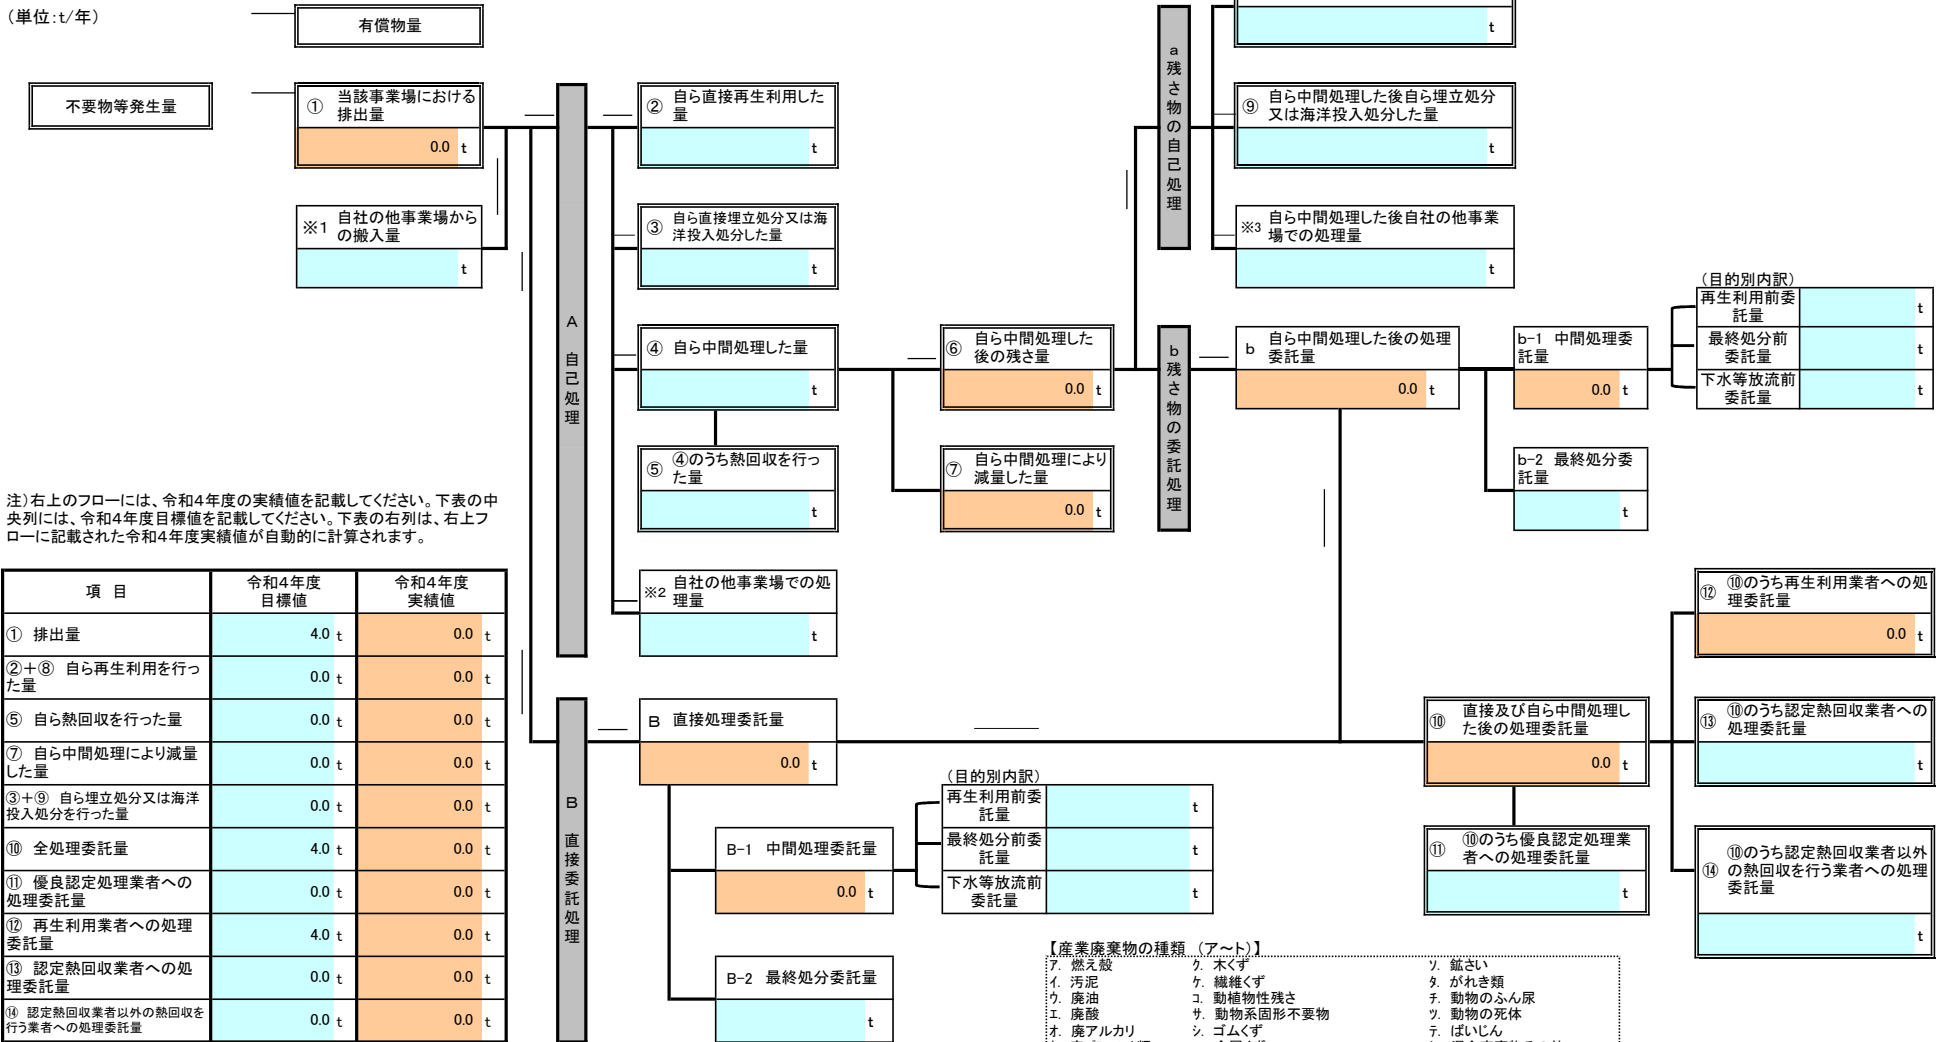 (単位:t/年)
有償物量
不要物等発生量
① 当該事業場における
排出量
0.0 t
※1 自社の他事業場から
の搬入量
t
A 自己処理
② 自ら直接再生利用した
量
t
③ 自ら直接埋立処分又は海
洋投入処分した量
t
④ 自ら中間処理した量
t
⑤ ④のうち熱回収を行っ
た量
t
※2 自社の他事業場での処
理量
t
⑥ 自ら中間処理した
後の残さ量
0.0 t
⑦ 自ら中間処理により
減量した量
0.0 t
a 残さ物の自己処理
t
⑨ 自ら中間処理した後自ら埋立処分
又は海洋投入処分した量
t
※3 自ら中間処理した後自社の他事業
場での処理量
t
b 残さ物の委託処理
b 自ら中間処理した後の処理
委託量
0.0 t
b-1 中間処理委
託量
0.0 t
(目的別内訳)
再生利用前委
託量
t
最終処分前
委託量
t
下水等放流前
委託量
t
b-2 最終処分委
託量
t
注)右上のフローには、令和4年度の実績値を記載してください。下表の中
央列には、令和4年度目標値を記載してください。下表の右列は、右上フ
ローに記載された令和4年度実績値が自動的に計算されます。
項 目 令和4年度
目標値 令和4年度
実績値
① 排出量 4.0 t 0.0 t
②+⑧ 自ら再生利用を行っ
た量 0.0 t 0.0 t
⑤ 自ら熱回収を行った量 0.0 t 0.0 t
⑦ 自ら中間処理により減量
した量 0.0 t 0.0 t
③+⑨ 自ら埋立処分又は海洋
投入処分を行った量 0.0 t 0.0 t
⑩ 全処理委託量 4.0 t 0.0 t
⑪ 優良認定処理業者への
処理委託量 0.0 t 0.0 t
⑫ 再生利用業者への処理
委託量 4.0 t 0.0 t
⑬ 認定熱回収業者への処
理委託量 0.0 t 0.0 t
⑭ 認定熱回収業者以外の熱回収を
行う業者への処理委託量 0.0 t 0.0 t
B 直接委託処理
B 直接処理委託量
0.0 t
B-1 中間処理委託量
0.0 t
(目的別内訳)
再生利用前委
託量
t
最終処分前委
託量
t
下水等放流前
委託量
t
B-2 最終処分委託量
t
⑩ 直接及び自ら中間処理し
た後の処理委託量
0.0 t
⑪ ⑩のうち優良認定処理業
者への処理委託量
t
⑫ ⑩のうち再生利用業者への処
理委託量
0.0 t
⑬ ⑩のうち認定熱回収業者への
処理委託量
t
⑭ ⑩のうち認定熱回収業者以外
の熱回収を行う業者への処理
委託量
t
【産業廃棄物の種類 (ア~ト)】
ア. 燃え殻 ク. 木くず ソ. 鉱さい
イ. 汚泥 ケ. 繊維くず タ. がれき類
ウ. 廃油 コ. 動植物性残さ チ. 動物のふん尿
エ. 廃酸 サ. 動物系固形不要物 ツ. 動物の死体
オ. 廃アルカリ シ. ゴムくず テ. ばいじん